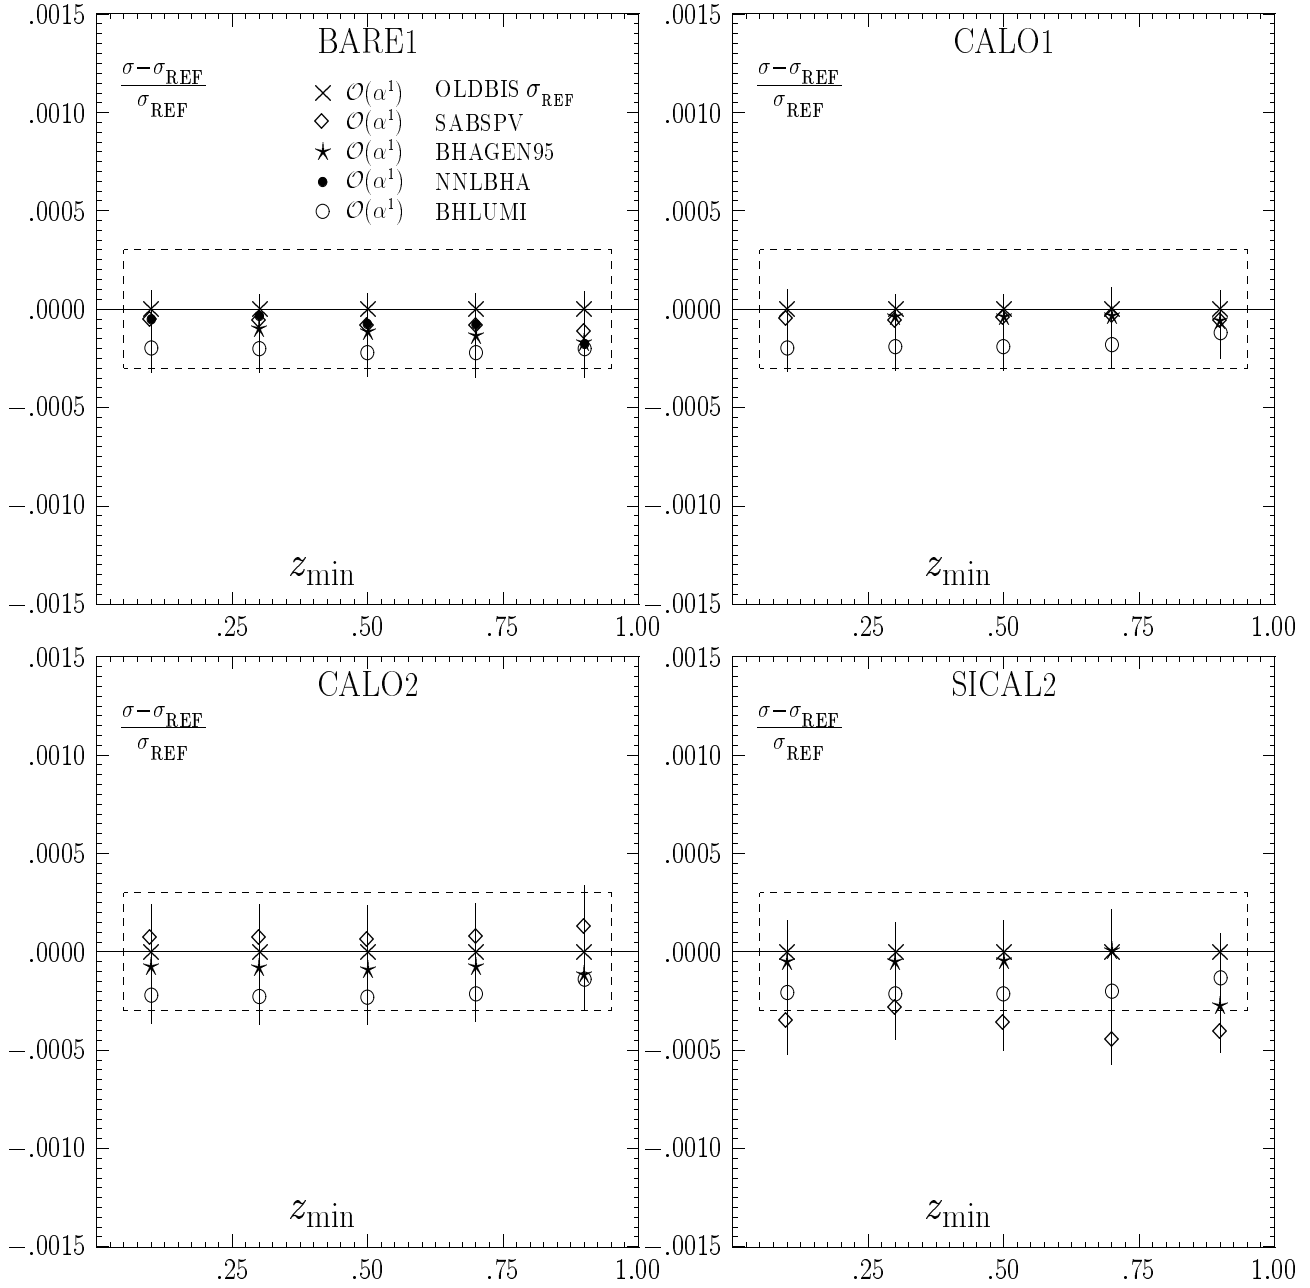 BARE1
σ−σREF
σREF
× O(α¹) OLDBIS σREF
◇ O(α¹) SABSPV
★ O(α¹) BHAGEN95
● O(α¹) NNLBHA
○ O(α¹) BHLUMI
.0015
.0010
.0005
.0000
−.0005
−.0010
−.0015
zmin
.25 .50 .75 1.00
CALO1
σ−σREF
σREF
.0015
.0010
.0005
.0000
−.0005
−.0010
−.0015
zmin
.25 .50 .75 1.00
CALO2
σ−σREF
σREF
.0015
.0010
.0005
.0000
−.0005
−.0010
−.0015
zmin
.25 .50 .75 1.00
SICAL2
σ−σREF
σREF
.0015
.0010
.0005
.0000
−.0005
−.0010
−.0015
zmin
.25 .50 .75 1.00